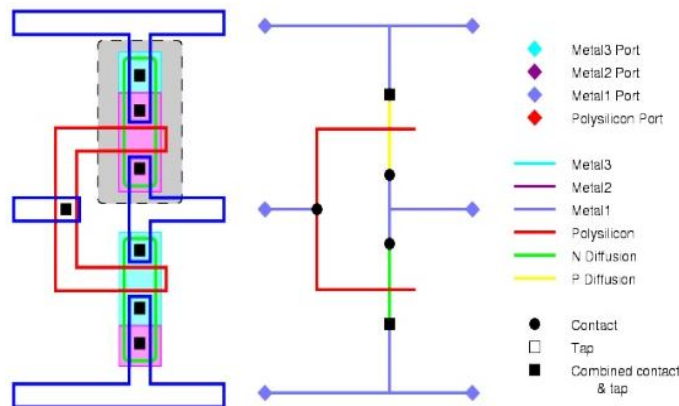 Metal3 Port
Metal2 Port
Metal1 Port
Polysilicon Port
Metal3
Metal2
Metal1
Polysilicon
N Diffusion
P Diffusion
Contact
Tap
Combined contact
& tap